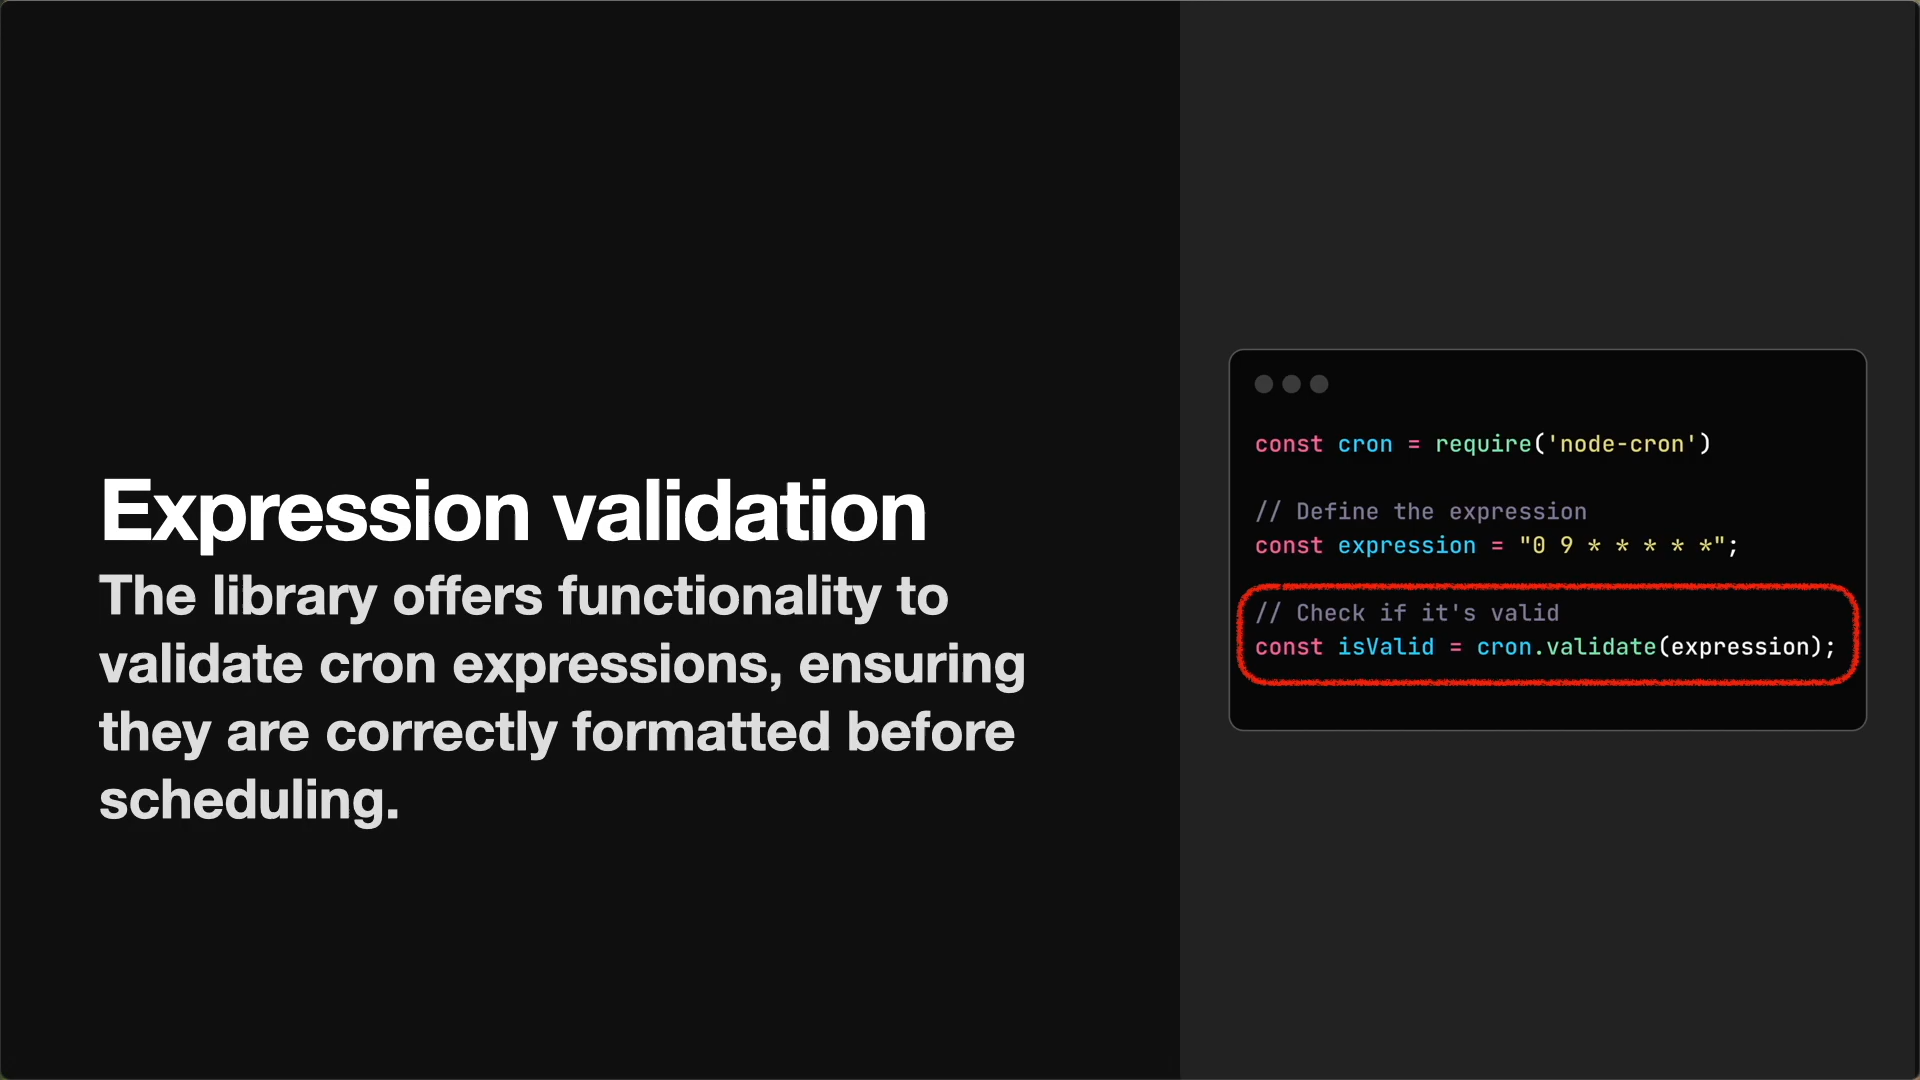 Expression validation
The library offers functionality to
validate cron expressions, ensuring
they are correctly formatted before
scheduling.
const cron = require('node-cron')
// Define the expression
const expression = "0 9 * * * * *";
// Check if it's valid
const isValid = cron.validate(expression);